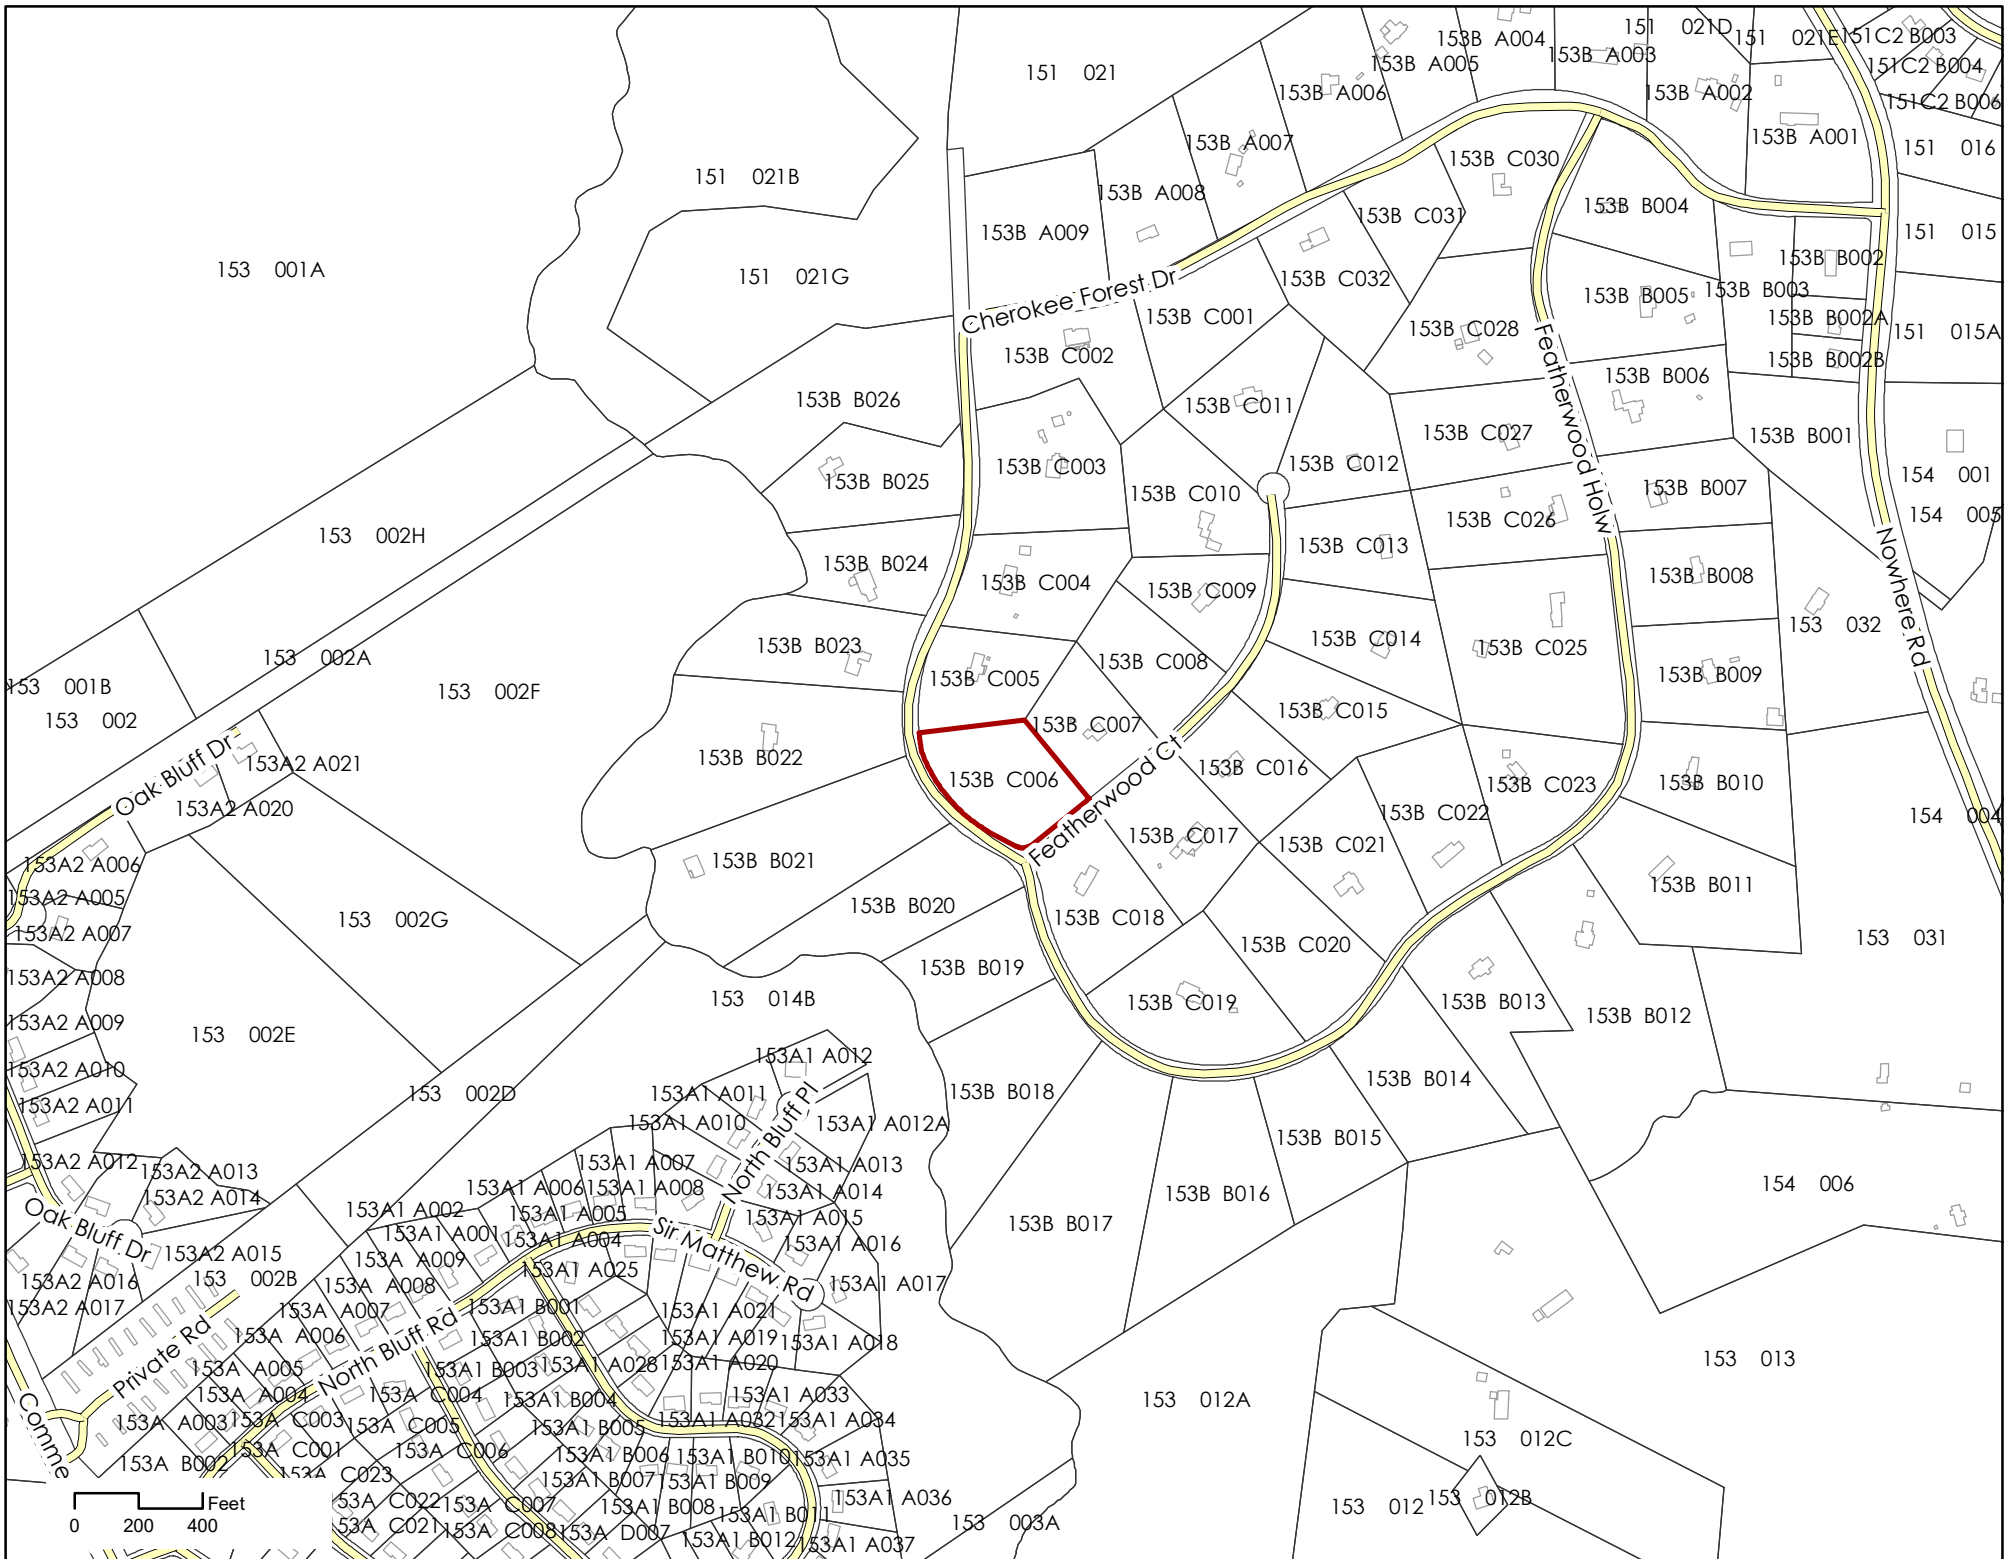 151 021
153B A004
151 021D
151 021E
151C2 B003
153B A005
153B A003
151C2 B004
153B A006
153B A002
151C2 B006
153B A007
153B A001
151 016
151 021B
153B A008
153B C030
153B B004
153B A009
153B C031
151 015
153 001A
151 021G
153B C032
153B B002
Cherokee Forest Dr
153B B005
153B B003
153B C001
153B B002A
153B C028
151 015A
153B C002
153B B002B
Featherwood Holw
153B B006
153B B026
153B C011
153B C027
153B B001
153B C003
153B C012
154 001
153B B025
153B C010
153B B007
153B C026
154 005
153 002H
153B C013
Nowhere Rd
153B B024
153B C004
153B C009
153B B008
153 032
153B B023
153B C014
153B C025
153 002A
153B C008
153B B009
153B C005
153 001B
153 002F
153 002
153B C007
153B C015
Oak Bluff Dr
153A2 A021
153B B022
153B C006
Featherwood Ct
153B C016
153B C023
153B B010
153A2 A020
153B C022
154 004
153B C017
153B C021
153A2 A006
153B B021
153B B011
153A2 A005
153B B020
153 002G
153B C018
153A2 A007
153B C020
153 031
153B B019
153A2 A008
153 014B
153B C019
153B B013
153B B012
153A2 A009
153 002E
153A1 A012
153A2 A010
153B B014
153 002D
153A1 A011
153B B018
153A2 A011
North Bluff Pl
153A1 A010
153A1 A012A
153B B015
153A2 A012
153A2 A013
153A1 A007
153A1 A013
153A1 A006
153A1 A008
153A1 A014
153B B016
154 006
153A2 A014
153A1 A002
153A1 A005
153A1 A015
153B B017
Oak Bluff Dr
153A1 A001
153A1 A004
Sir Matthew Rd
153A1 A016
153A2 A015
153A A009
153A1 A025
153A2 A016
153 002B
153A A008
153A1 A017
153A2 A017
153A A007
153A1 B001
153A1 A021
153A A006
153A1 B002
153A1 A019
153A1 A018
Private Rd
North Bluff Rd
153A A005
153A1 B003
153A1 A028
153A1 A020
153 013
153A A004
153A C004
153A1 B004
153A1 A033
153 012A
Comme
153A A003
153A C003
153A C005
153A1 B005
153A1 A032
153A1 A034
153 012C
153A B002
153A C001
153A C006
153A1 B006
153A1 B010
153A1 A035
153A C023
153A1 B007
153A1 B009
53A C022
153A C007
153A1 B008
153A1 B011
153A1 A036
153 012
153 012B
53A C021
153A C008
153A D007
153A1 B012
153A1 A037
153 003A
Feet
0 200 400